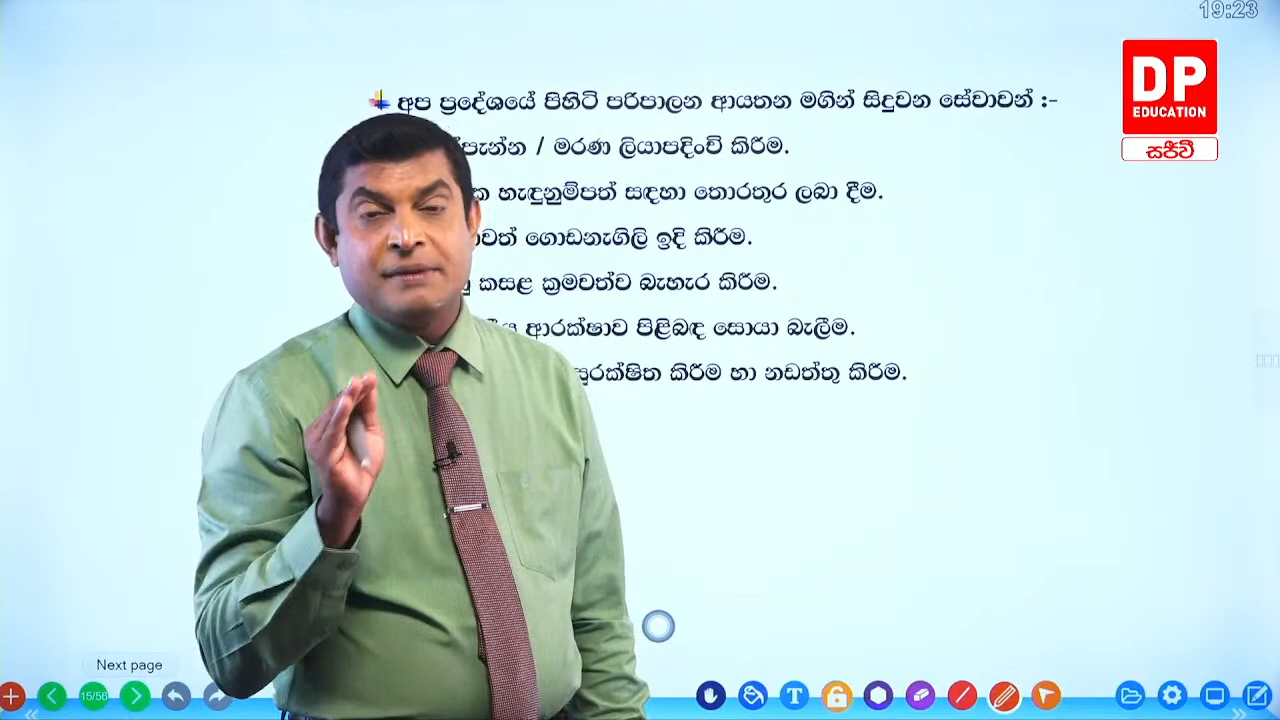 19:23
DP
EDUCATION
සජීවී
අප ප්‍රදේශයේ පිහිටි පරිපාලන ආයතන මගින් සිදුවන සේවාවන් :-
/ මරණ ලියාපදිංචි කිරීම.
හැඳුනුම්පත් සඳහා තොරතුර ලබා දීම.
ගොඩනැගිලි ඉදි කිරීම.
කසළ ක්‍රමවත්ව බැහැර කිරීම.
ආරක්ෂාව පිළිබඳ සොයා බැලීම.
සුරක්ෂිත කිරීම හා නඩත්තු කිරීම.
Next page
15/56